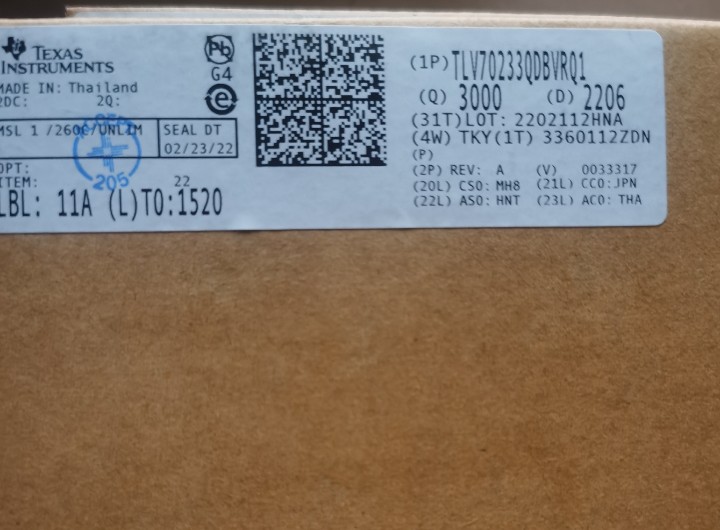 TEXAS
INSTRUMENTS
MADE IN: Thailand
2DC: 2Q:
MSL 1 /260C/UNLIM
SEAL DT
02/23/22
OPT:
ITEM: 22
LBL: 11A (L)TO:1520
Pb
G4
e
205
(1P)TLV70233QDBVRQ1
(Q) 3000 (D) 2206
(31T)LOT: 2202112HNA
(4W) TKY(1T) 3360112ZDN
(P)
(2P) REV: A (V) 0033317
(20L) CSO: MH8 (21L) CCO:JPN
(22L) ASO: HNT (23L) ACO: THA